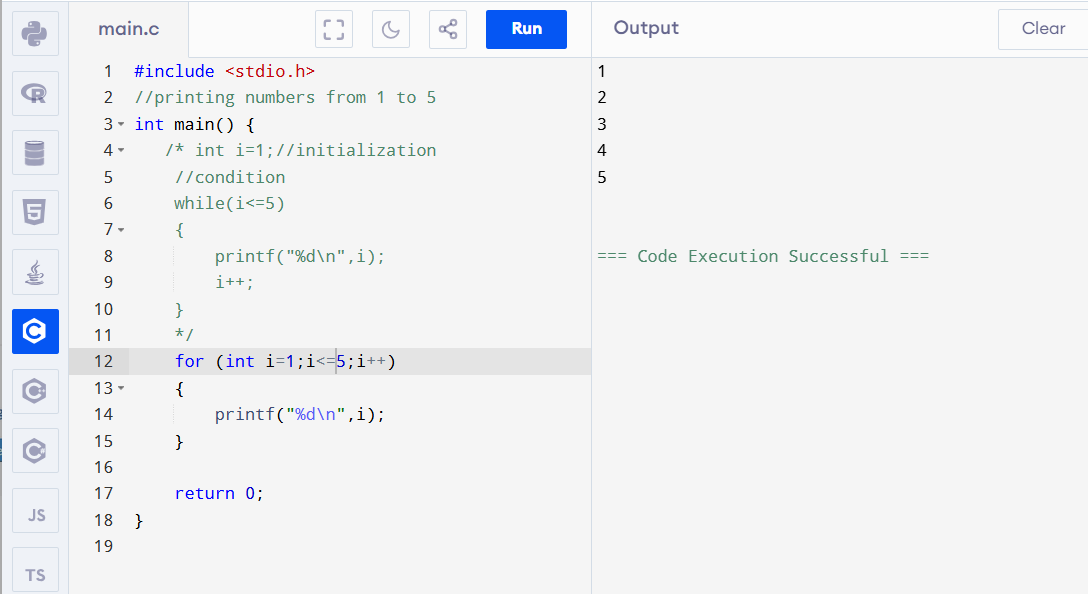 main.c
Run
Output
Clear
1 #include <stdio.h>
2 //printing numbers from 1 to 5
3 int main() {
4 /* int i=1;//initialization
5 //condition
6 while(i<=5)
7 {
8 printf("%d\n",i);
9 i++;
10 }
11 */
12 for (int i=1;i<=5;i++)
13 {
14 printf("%d\n",i);
15 }
16
17 return 0;
18 }
19
1
2
3
4
5
=== Code Execution Successful ===
R
5
C
C
C
JS
TS